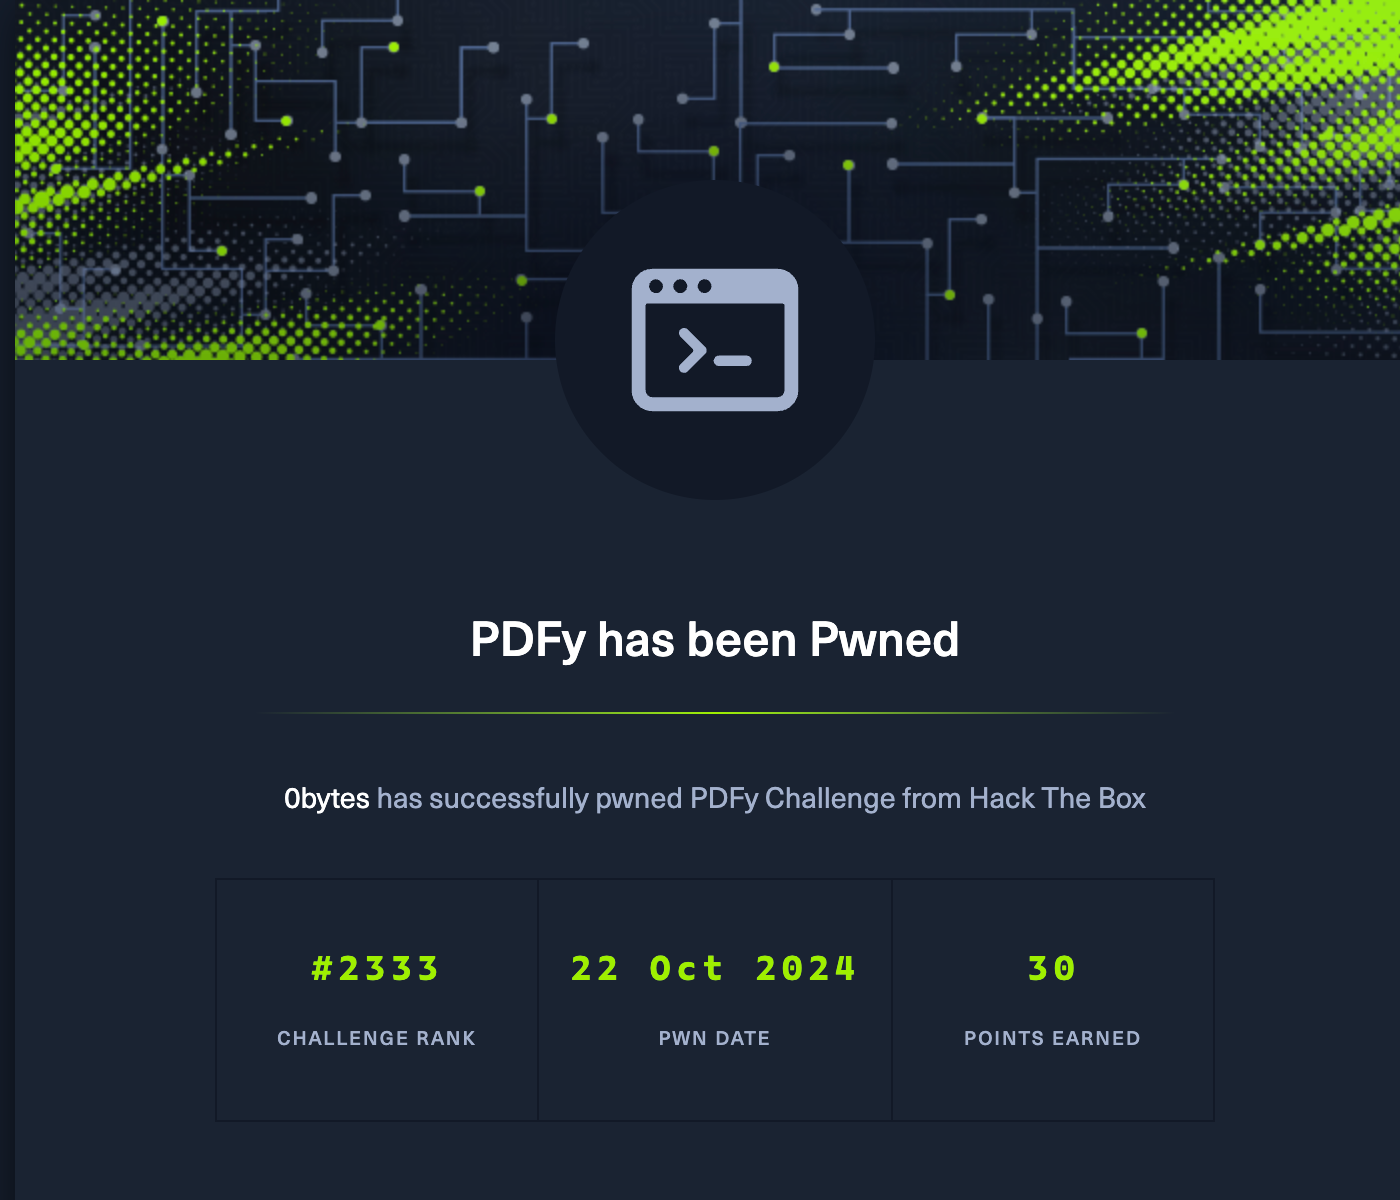 PDFy has been Pwned
0bytes has successfully pwned PDFy Challenge from Hack The Box
#2333
CHALLENGE RANK
22 Oct 2024
PWN DATE
30
POINTS EARNED